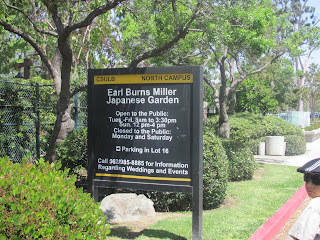 CSULB NORTH CAMPUS
Earl Burns Miller
Japanese Garden
Open to the Public:
Tues.-Fri. 8am to 3:30pm
Sun. 12 pm-4 pm
Closed to the Public:
Monday and Saturday
Parking in Lot 16
Call 562/985-8885 for Information
Regarding Weddings and Events